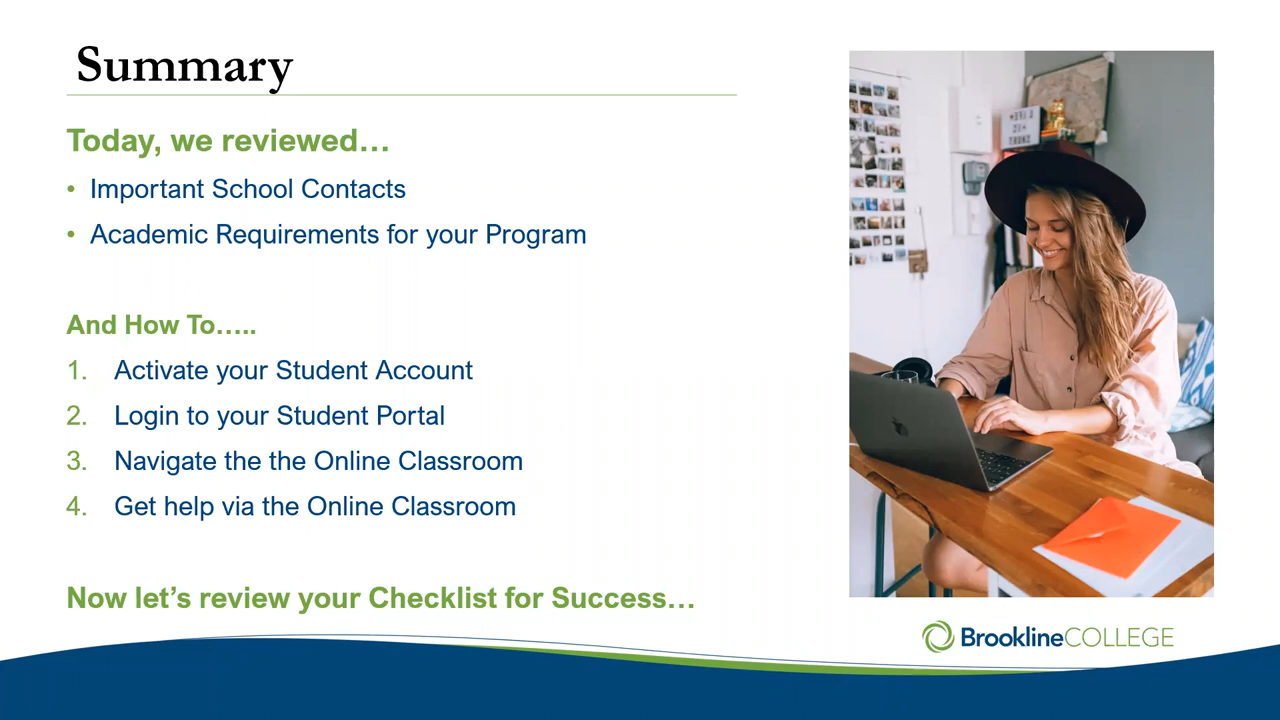 Summary
Today, we reviewed…
• Important School Contacts
• Academic Requirements for your Program
And How To…..
1. Activate your Student Account
2. Login to your Student Portal
3. Navigate the the Online Classroom
4. Get help via the Online Classroom
Now let’s review your Checklist for Success…
BrooklineCOLLEGE